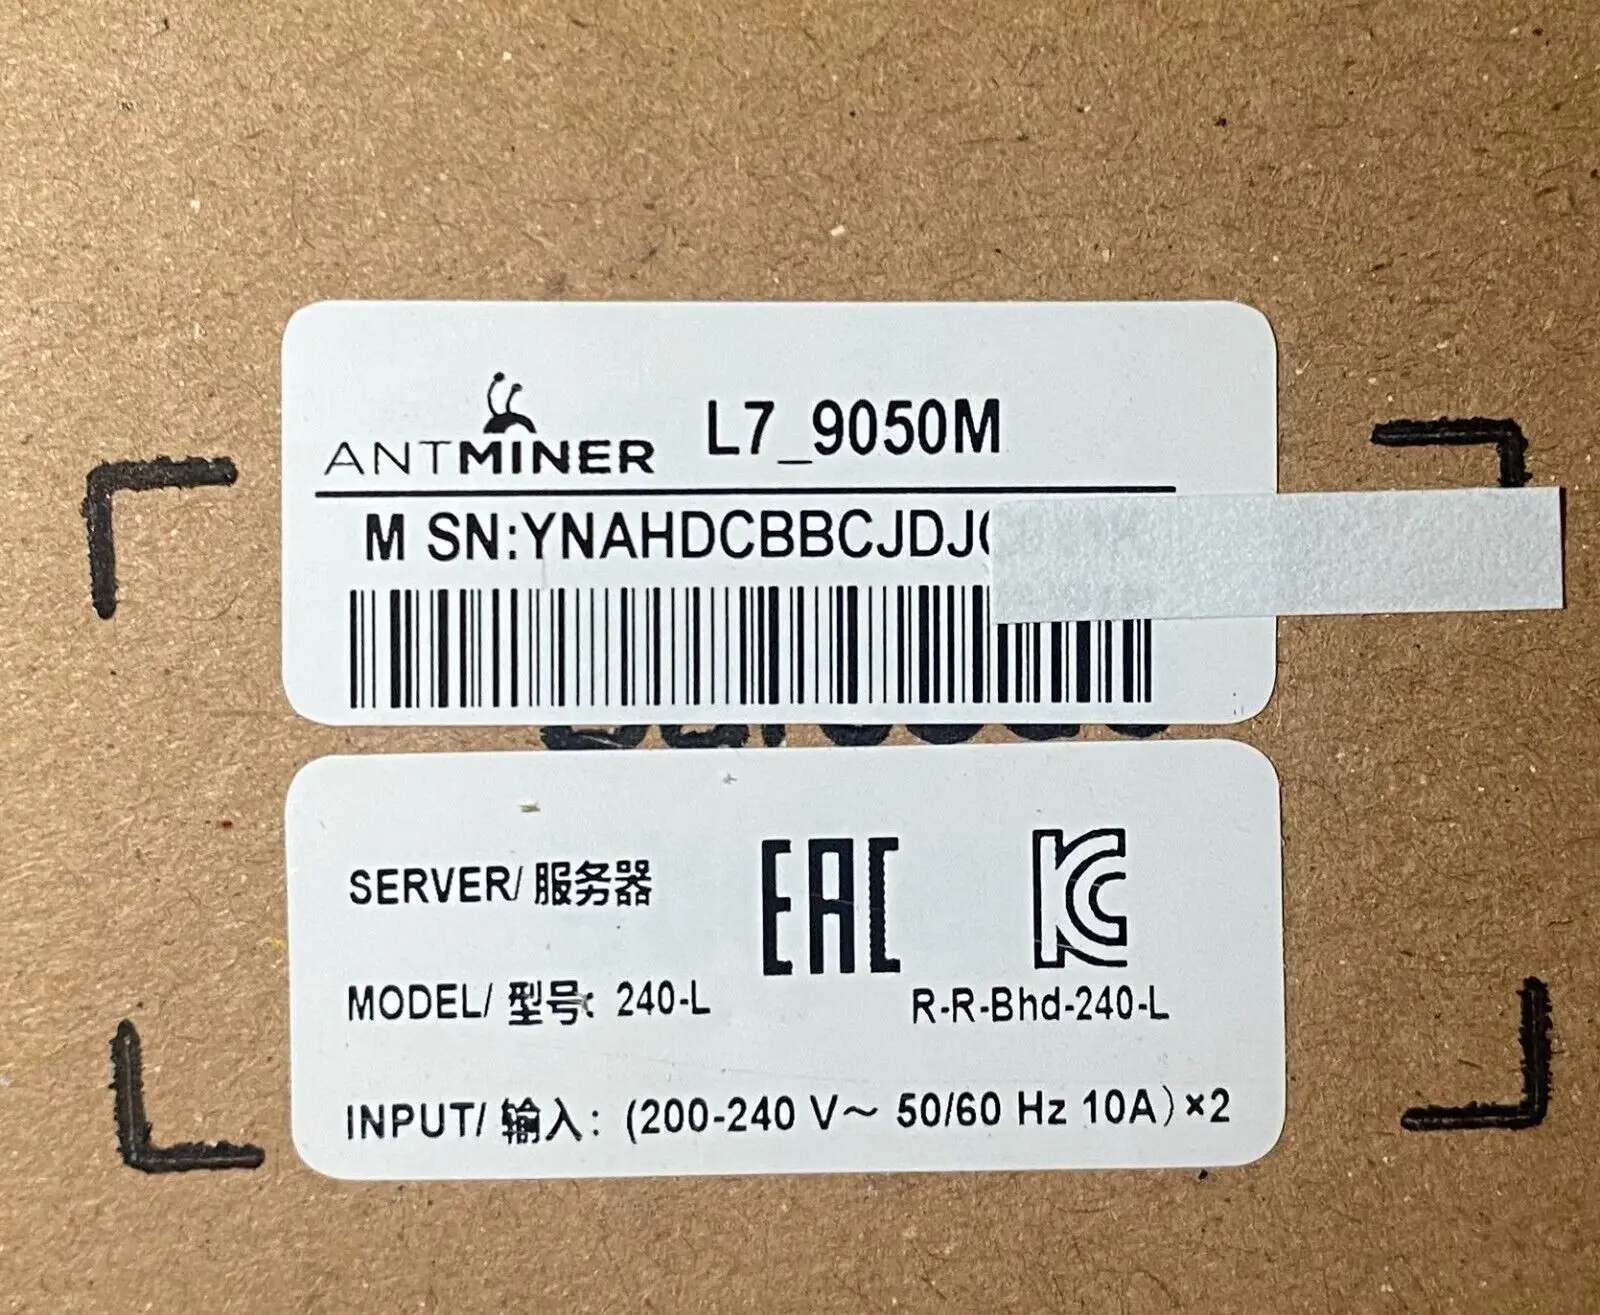 ANTMINER L7_9050M
M SN:YNAHDCBBCJDJ
SERVER/ 服务器
EAC
KC
MODEL/ 型号: 240-L
R-R-Bhd-240-L
INPUT/ 输入: (200-240 V～ 50/60 Hz 10A)×2